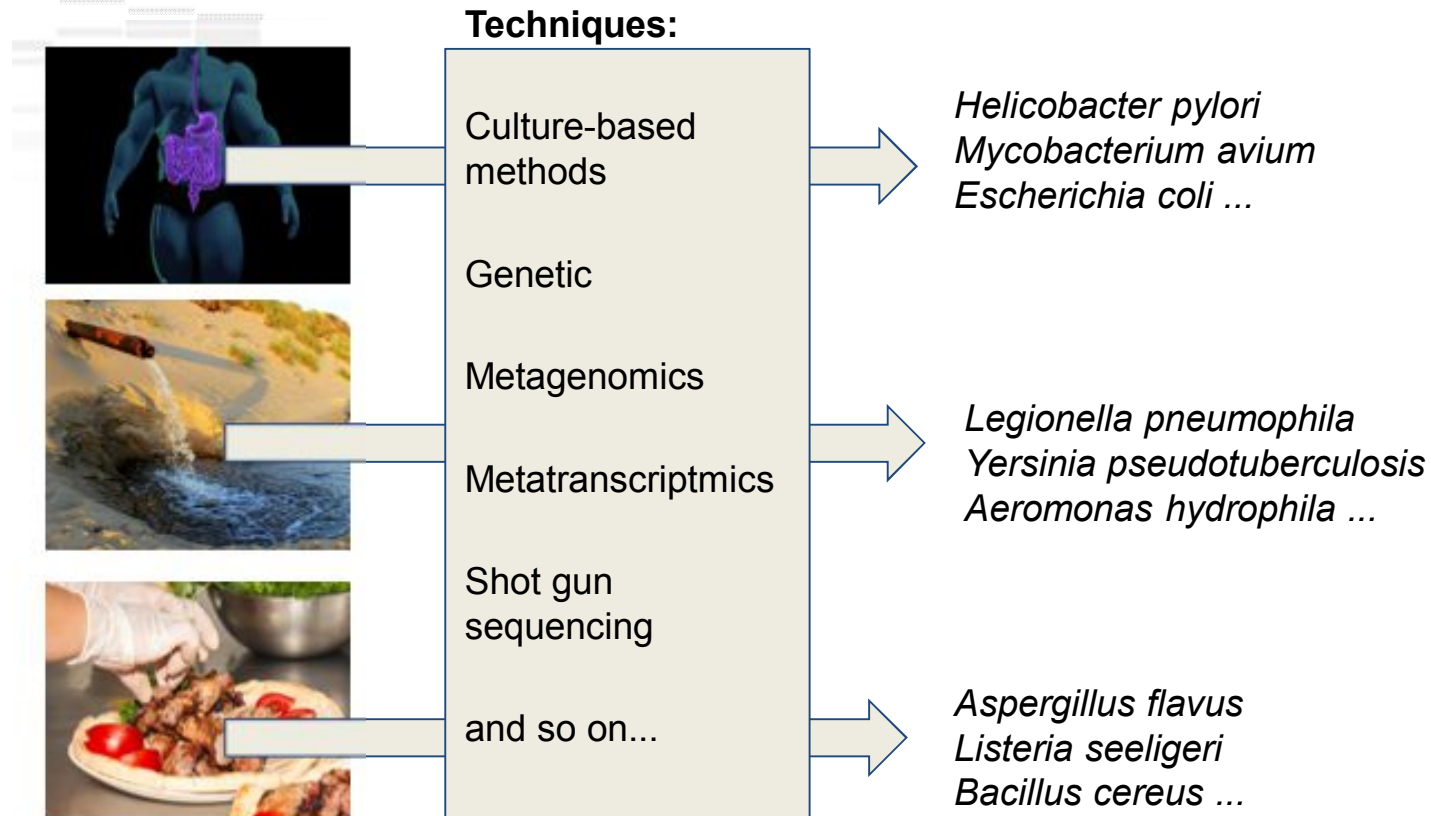 Techniques:
Culture-based
methods
Genetic
Metagenomics
Metatranscriptmics
Shot gun
sequencing
and so on...
Helicobacter pylori
Mycobacterium avium
Escherichia coli ...
Legionella pneumophila
Yersinia pseudotuberculosis
Aeromonas hydrophila ...
Aspergillus flavus
Listeria seeligeri
Bacillus cereus ...